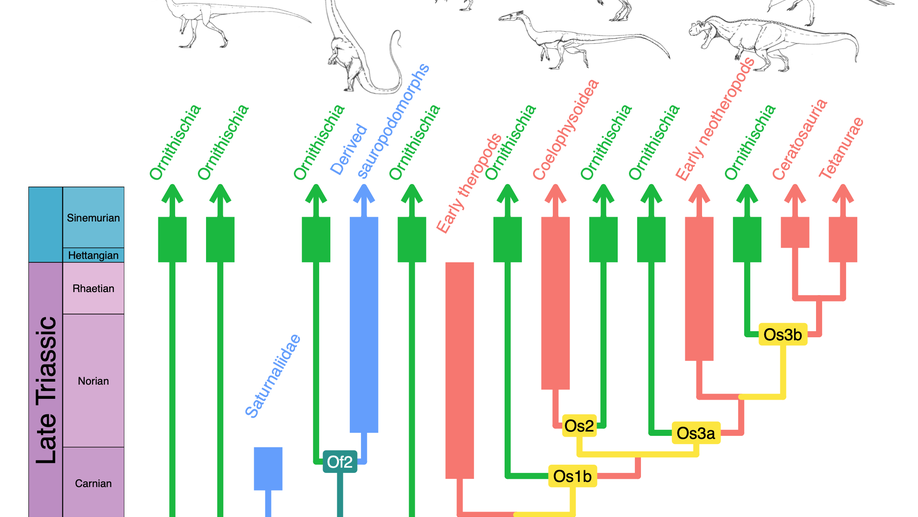 Ornithischia
Ornithischia
Ornithischia
Derived
sauropodomorphs
Ornithischia
Early theropods
Ornithischia
Coelophysoidea
Ornithischia
Ornithischia
Early neotheropods
Ornithischia
Ceratosauria
Tetanurae
Sinemurian
Hettangian
Rhaetian
Os3b
Late Triassic
Norian
Saturnaliidae
Os2
Os3a
Of2
Carnian
Os1b